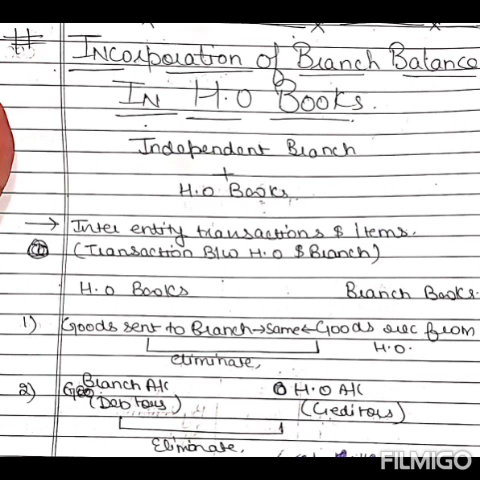 # Incorporation of Branch Balance
In H.O Books.
Independent Branch
+
H.O Books.
→ Inter entity transactions & items.
(Transaction B/w H.O & Branch)
H.O Books Branch Books.
1) Goods sent to Branch → same ← Goods rec from
H.O.
eliminate,
2) Branch A/c H.O A/c
(Debtors) (Creditors)
Eliminate,
FILMIGO